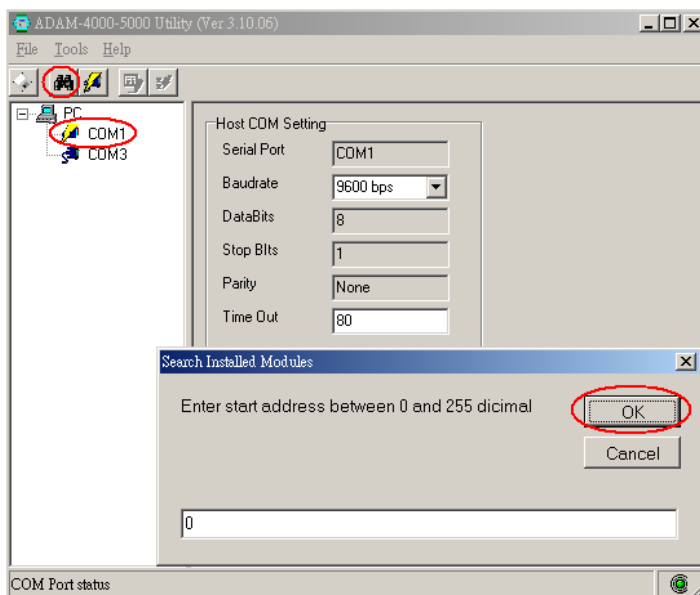 ADAM-4000-5000 Utility (Ver 3.10.06)
File Tools Help
PC
COM1
COM3
Host COM Setting
Serial Port COM1
Baudrate 9600 bps
DataBits 8
Stop BIts 1
Parity None
Time Out 80
Search Installed Modules
Enter start address between 0 and 255 dicimal
OK
Cancel
0
COM Port status